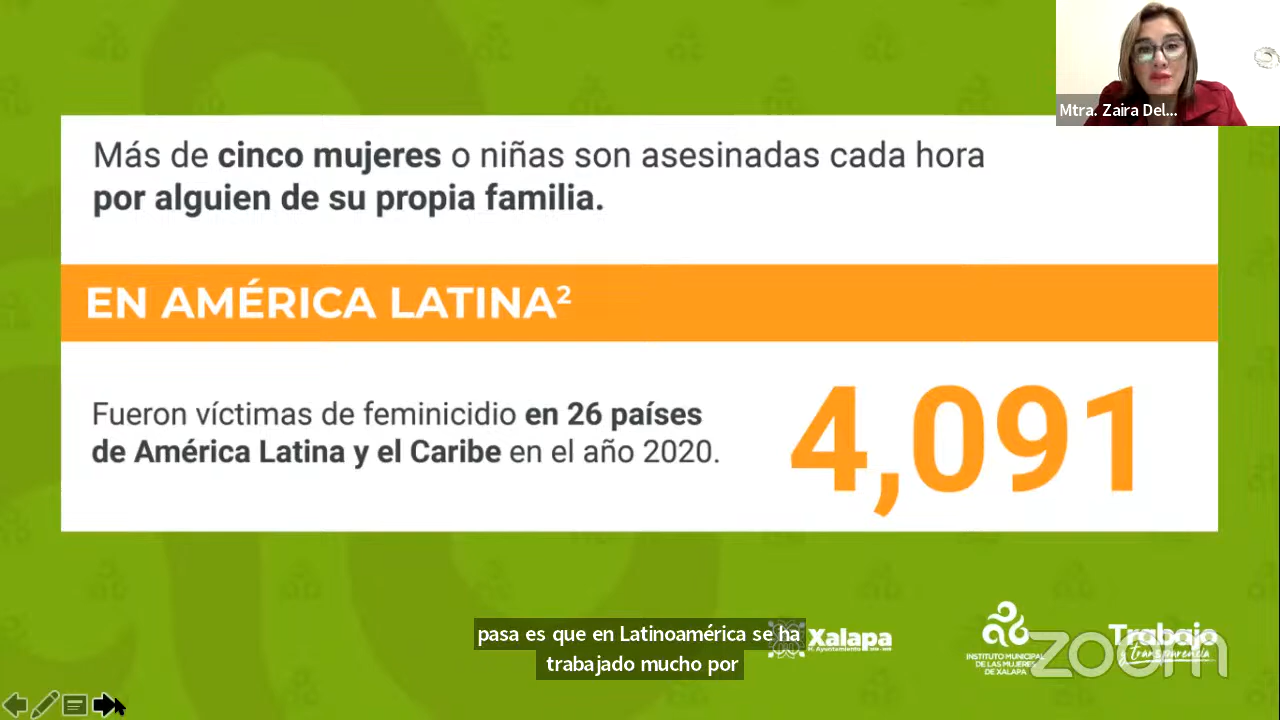 Mtra. Zaira Del...
Más de cinco mujeres o niñas son asesinadas cada hora
por alguien de su propia familia.
EN AMÉRICA LATINA²
Fueron víctimas de feminicidio en 26 países
de América Latina y el Caribe en el año 2020.
4,091
pasa es que en Latinoamérica se ha
trabajado mucho por
Xalapa
H. Ayuntamiento
INSTITUTO MUNICIPAL
DE LAS MUJERES
DE XALAPA
Trabajo
y transparencia
zoom